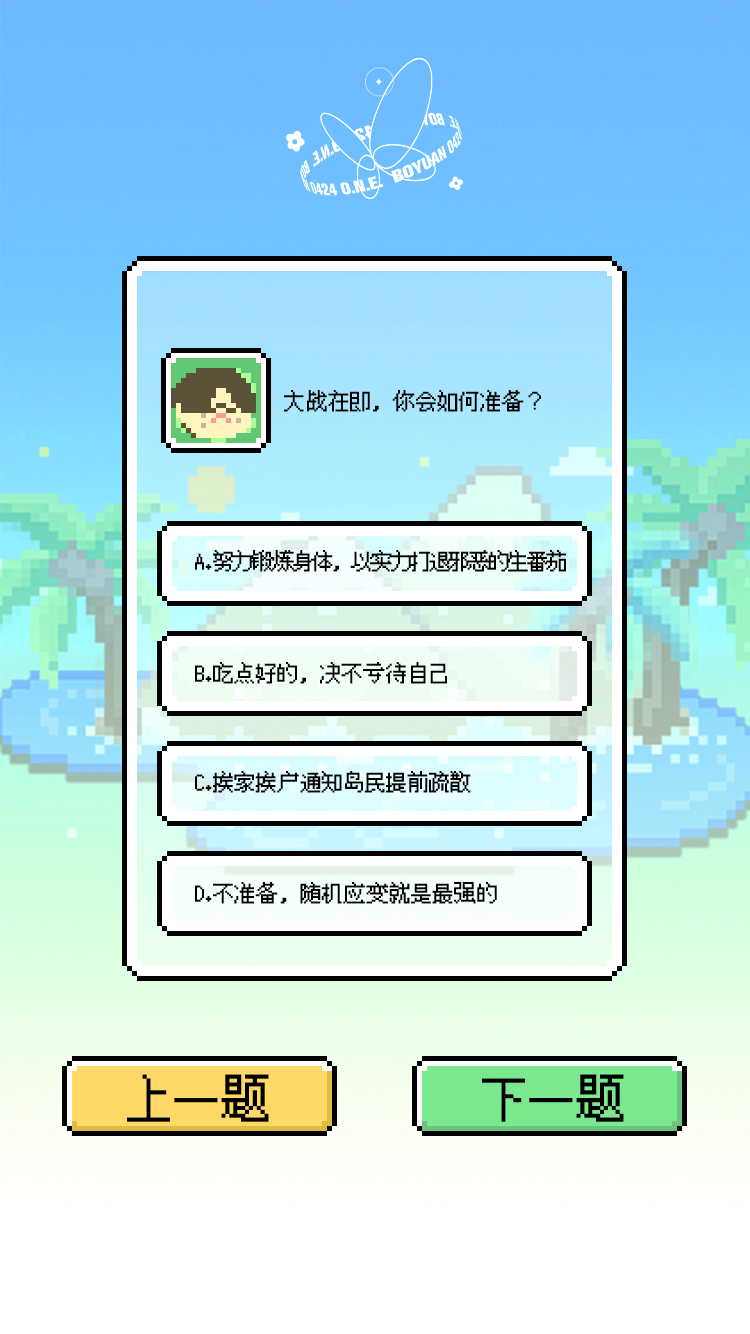 0424 O.N.E. BOYUAN 0424
大战在即，你会如何准备？
A.努力锻炼身体，以实力打退邪恶的生番茄
B.吃点好的，决不亏待自己
C.挨家挨户通知岛民提前疏散
D.不准备，随机应变就是最强的
上一题
下一题